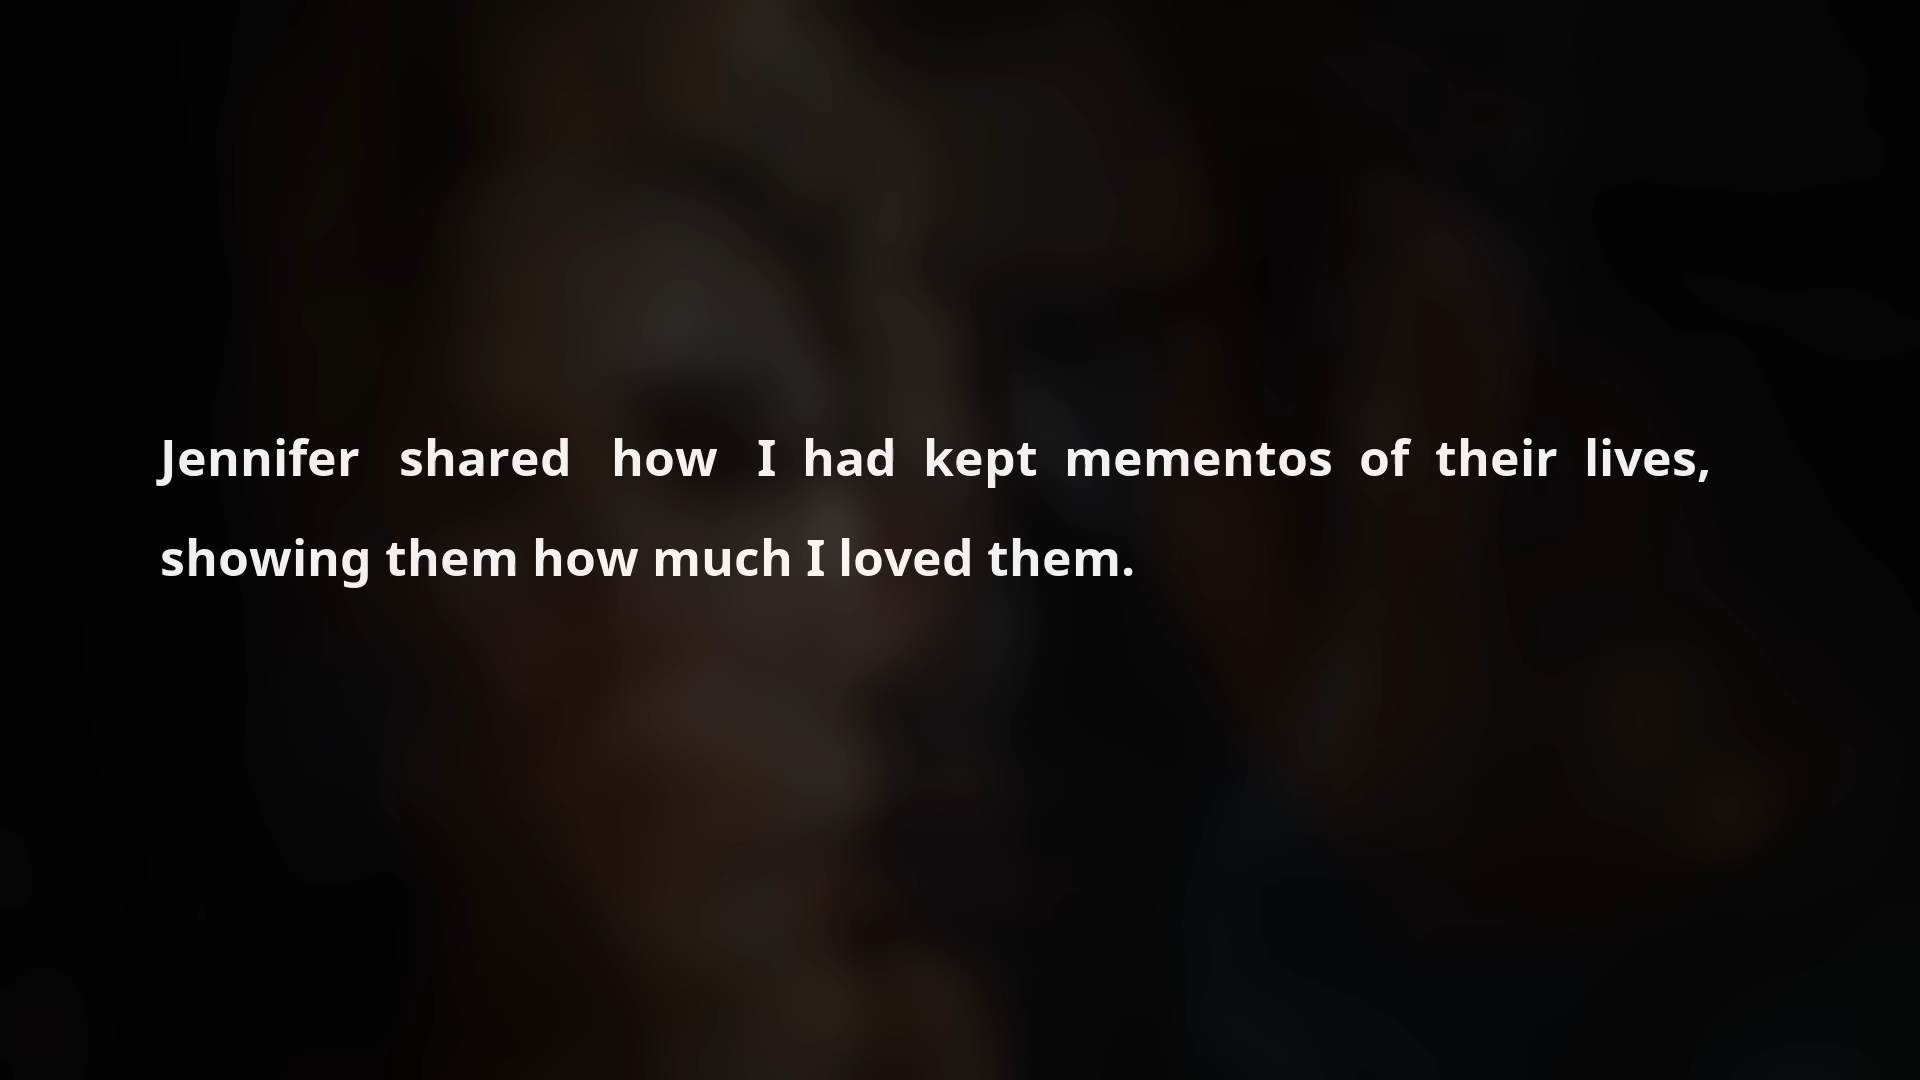 Jennifer shared how I had kept mementos of their lives,
showing them how much I loved them.